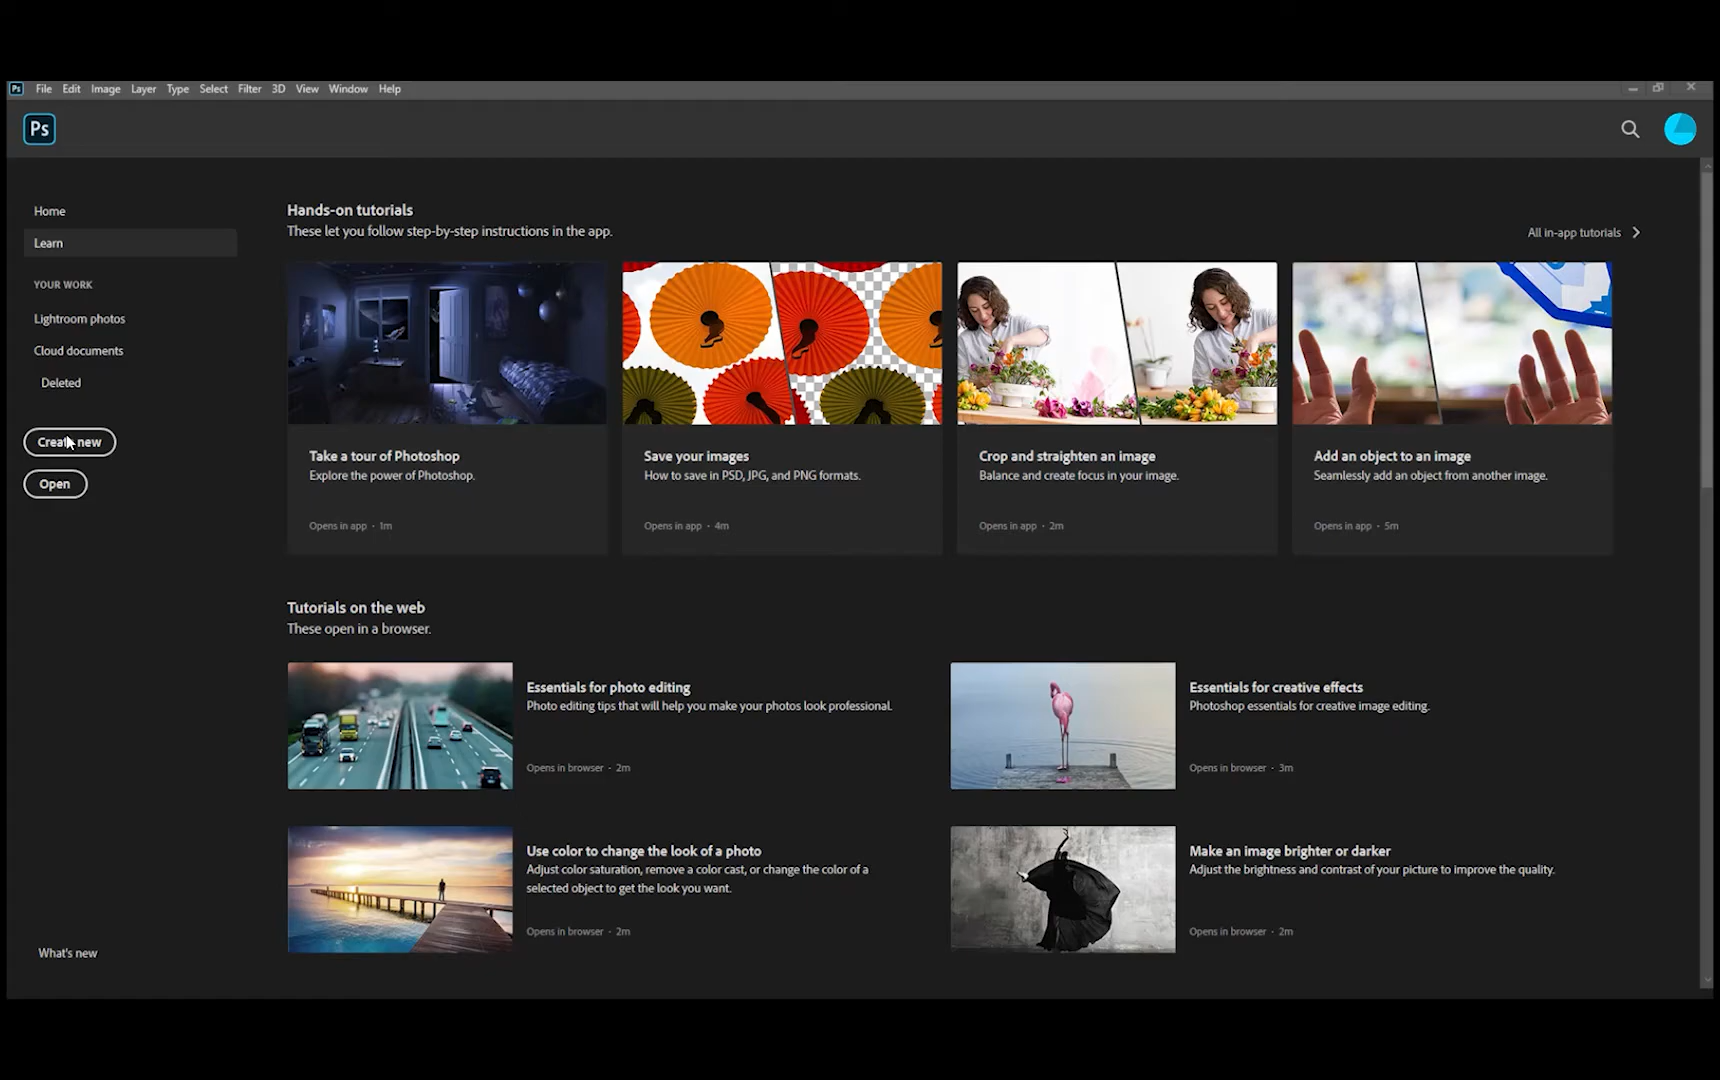 Ps File Edit Image Layer Type Select Filter 3D View Window Help
Ps
Home
Learn
YOUR WORK
Lightroom photos
Cloud documents
Deleted
Create new
Open
What's new
Hands-on tutorials
These let you follow step-by-step instructions in the app.
All in-app tutorials
Take a tour of Photoshop
Explore the power of Photoshop.
Opens in app • 1m
Save your images
How to save in PSD, JPG, and PNG formats.
Opens in app • 4m
Crop and straighten an image
Balance and create focus in your image.
Opens in app • 2m
Add an object to an image
Seamlessly add an object from another image.
Opens in app • 5m
Tutorials on the web
These open in a browser.
Essentials for photo editing
Photo editing tips that will help you make your photos look professional.
Opens in browser • 2m
Essentials for creative effects
Photoshop essentials for creative image editing.
Opens in browser • 3m
Use color to change the look of a photo
Adjust color saturation, remove a color cast, or change the color of a
selected object to get the look you want.
Opens in browser • 2m
Make an image brighter or darker
Adjust the brightness and contrast of your picture to improve the quality.
Opens in browser • 2m